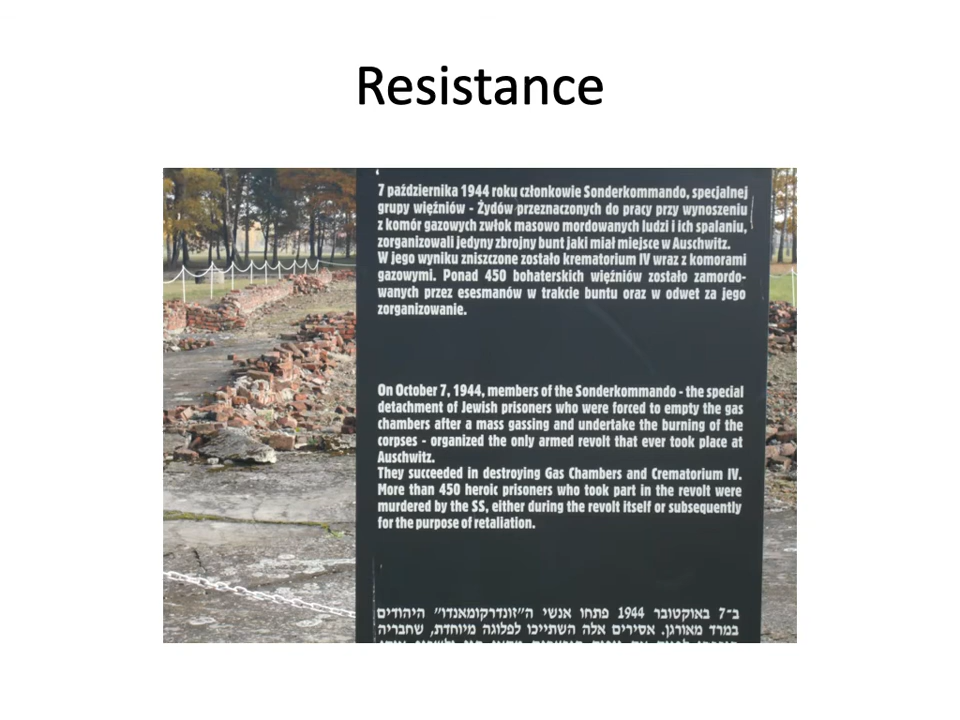 Resistance
7 października 1944 roku członkowie Sonderkommando, specjalnej
grupy więźniów - Żydów przeznaczonych do pracy przy wynoszeniu
z komór gazowych zwłok masowo mordowanych ludzi i ich spalaniu,
zorganizowali jedyny zbrojny bunt jaki miał miejsce w Auschwitz.
W jego wyniku zniszczone zostało krematorium IV wraz z komorami
gazowymi. Ponad 450 bohaterskich więźniów zostało zamordo-
wanych przez esesmanów w trakcie buntu oraz w odwet za jego
zorganizowanie.
On October 7, 1944, members of the Sonderkommando - the special
detachment of Jewish prisoners who were forced to empty the gas
chambers after a mass gassing and undertake the burning of the
corpses - organized the only armed revolt that ever took place at
Auschwitz.
They succeeded in destroying Gas Chambers and Crematorium IV.
More than 450 heroic prisoners who took part in the revolt were
murdered by the SS, either during the revolt itself or subsequently
for the purpose of retaliation.
ב־7 באוקטובר 1944 פתחו אנשי ה״זונדרקומאנדו״ היהודים
במרד מאורגן. אסירים אלה השתייכו לפלוגה מיוחדת, שחבריה